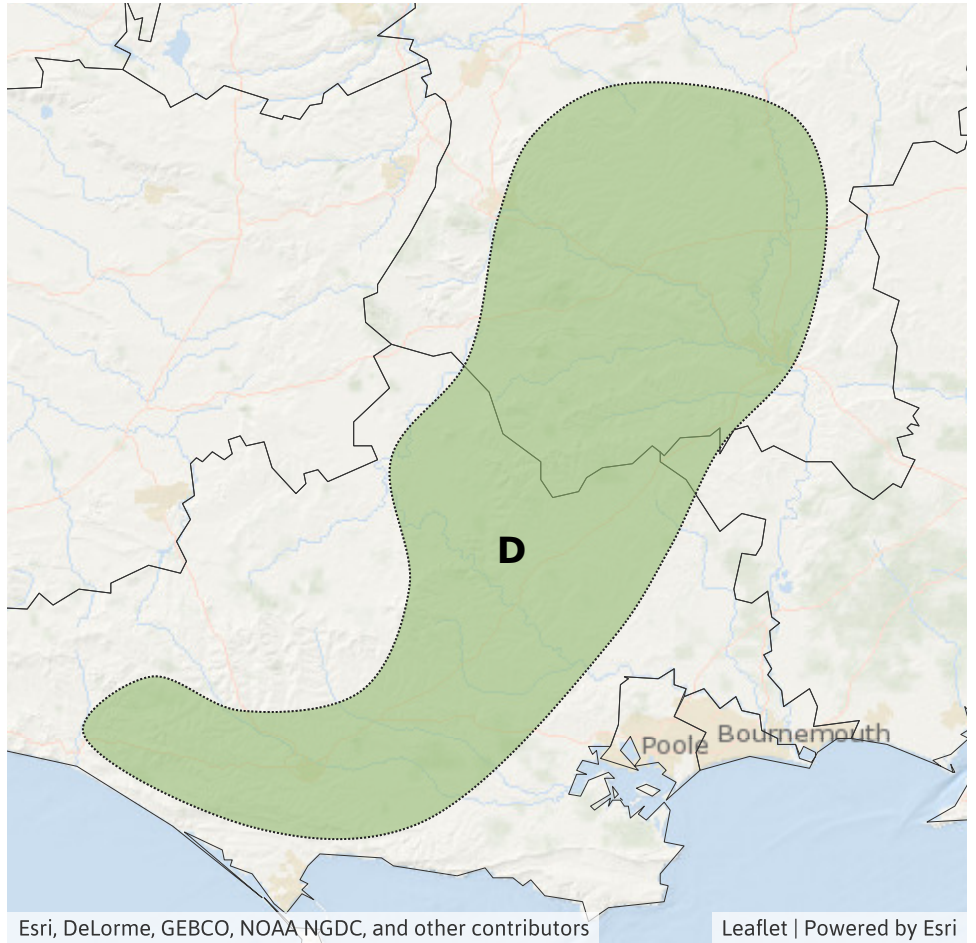 D
Bournemouth
Poole
Esri, DeLorme, GEBCO, NOAA NGDC, and other contributors
Leaflet | Powered by Esri